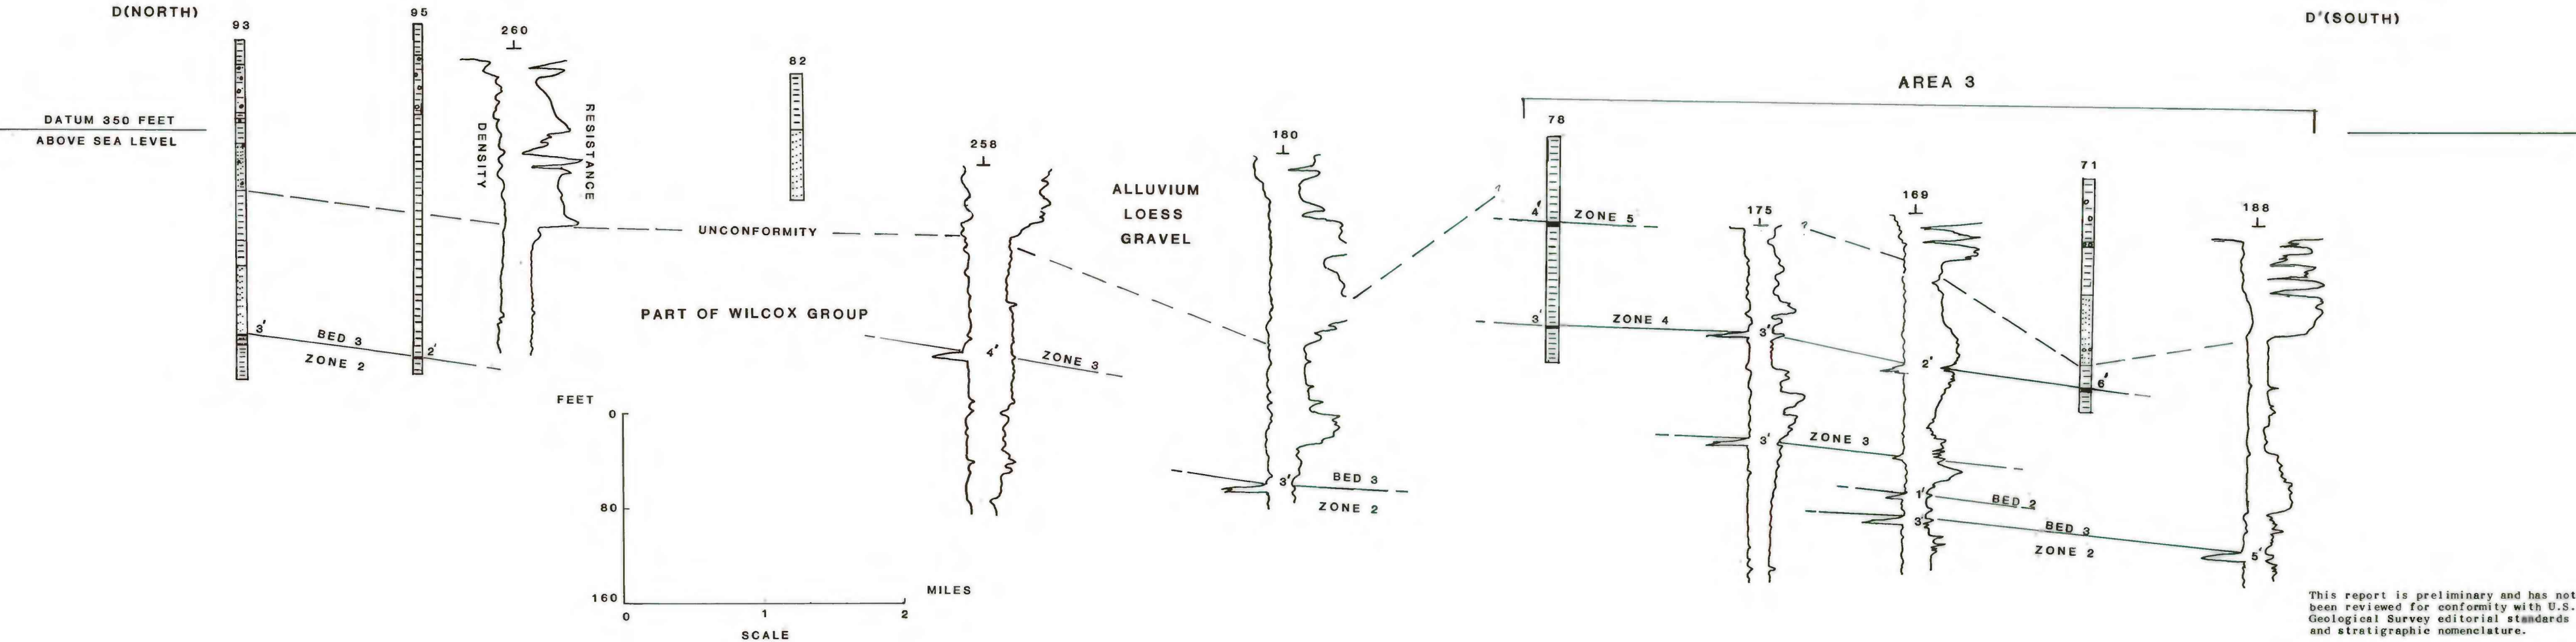 D(NORTH)
D'(SOUTH)
93
95
260
82
258
180
AREA 3
78
175
169
71
188
DATUM 350 FEET
ABOVE SEA LEVEL
DENSITY
RESISTANCE
ALLUVIUM
LOESS
GRAVEL
UNCONFORMITY
PART OF WILCOX GROUP
3'
BED 3
ZONE 2
2'
4'
ZONE 3
3'
BED 3
ZONE 2
?
4'
ZONE 5
3'
ZONE 4
3'
?
2'
6'
3'
ZONE 3
1'
BED 2
3'
BED 3
ZONE 2
5'
FEET
0
80
160
0
1
2
MILES
SCALE
This report is preliminary and has not
been reviewed for conformity with U.S.
Geological Survey editorial standards
and stratigraphic nomenclature.